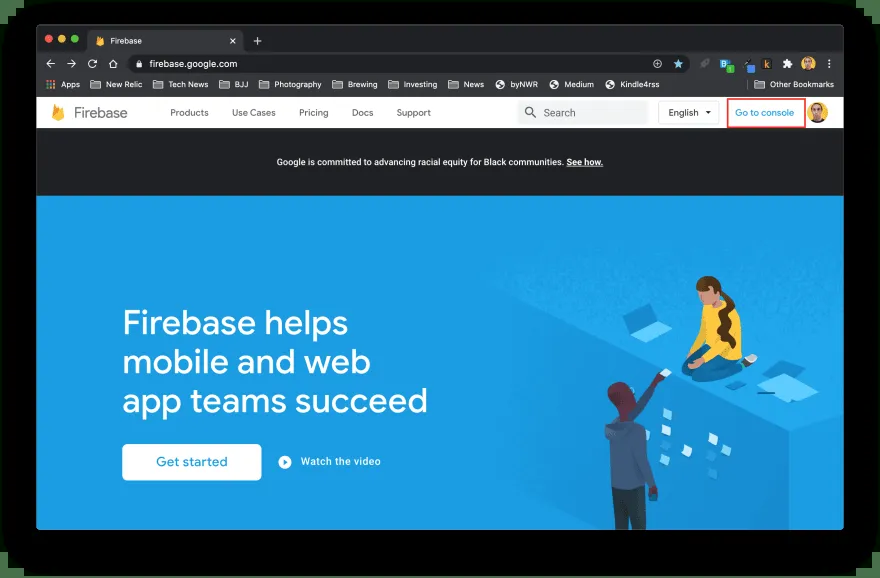 Firebase
firebase.google.com
Apps New Relic Tech News BJJ Photography Brewing Investing News byNWR Medium Kindle4rss Other Bookmarks
Firebase Products Use Cases Pricing Docs Support Search English Go to console
Google is committed to advancing racial equity for Black communities. See how.
Firebase helps
mobile and web
app teams succeed
Get started Watch the video